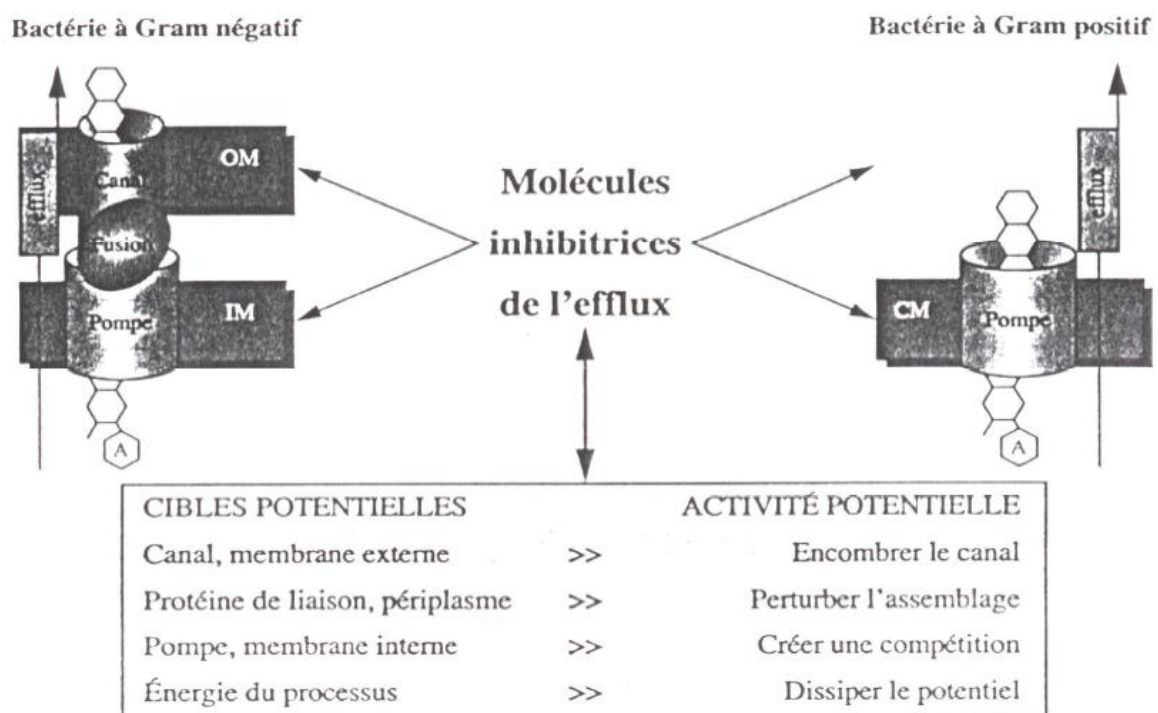 Bactérie à Gram négatif
Bactérie à Gram positif
OM
Canal
efflux
Fusion
Pompe
IM
A
Molécules
inhibitrices
de l'efflux
efflux
CM
Pompe
A
CIBLES POTENTIELLES ACTIVITÉ POTENTIELLE
Canal, membrane externe >> Encombrer le canal
Protéine de liaison, périplasme >> Perturber l'assemblage
Pompe, membrane interne >> Créer une compétition
Énergie du processus >> Dissiper le potentiel